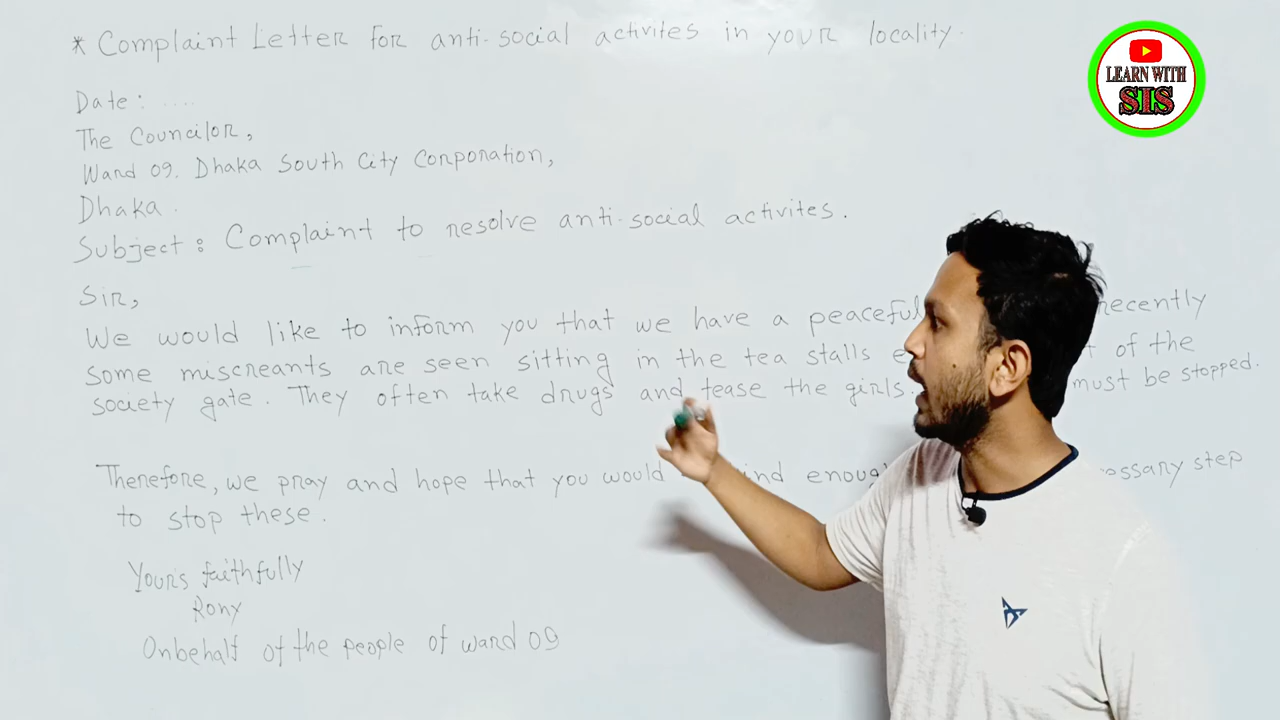 * Complaint Letter for anti-social activites in your locality.
LEARN WITH
SIS
Date: ....
The Councilor,
Ward 09. Dhaka South City Corporation,
Dhaka.
Subject: Complaint to resolve anti-social activites.
Sir,
We would like to inform you that we have a peaceful recently
some miscreants are seen sitting in the tea stalls of the
society gate. They often take drugs and tease the girls. must be stopped.
Therefore, we pray and hope that you would step
to stop these.
Yours faithfully
Rony
Onbehalf of the people of ward 09